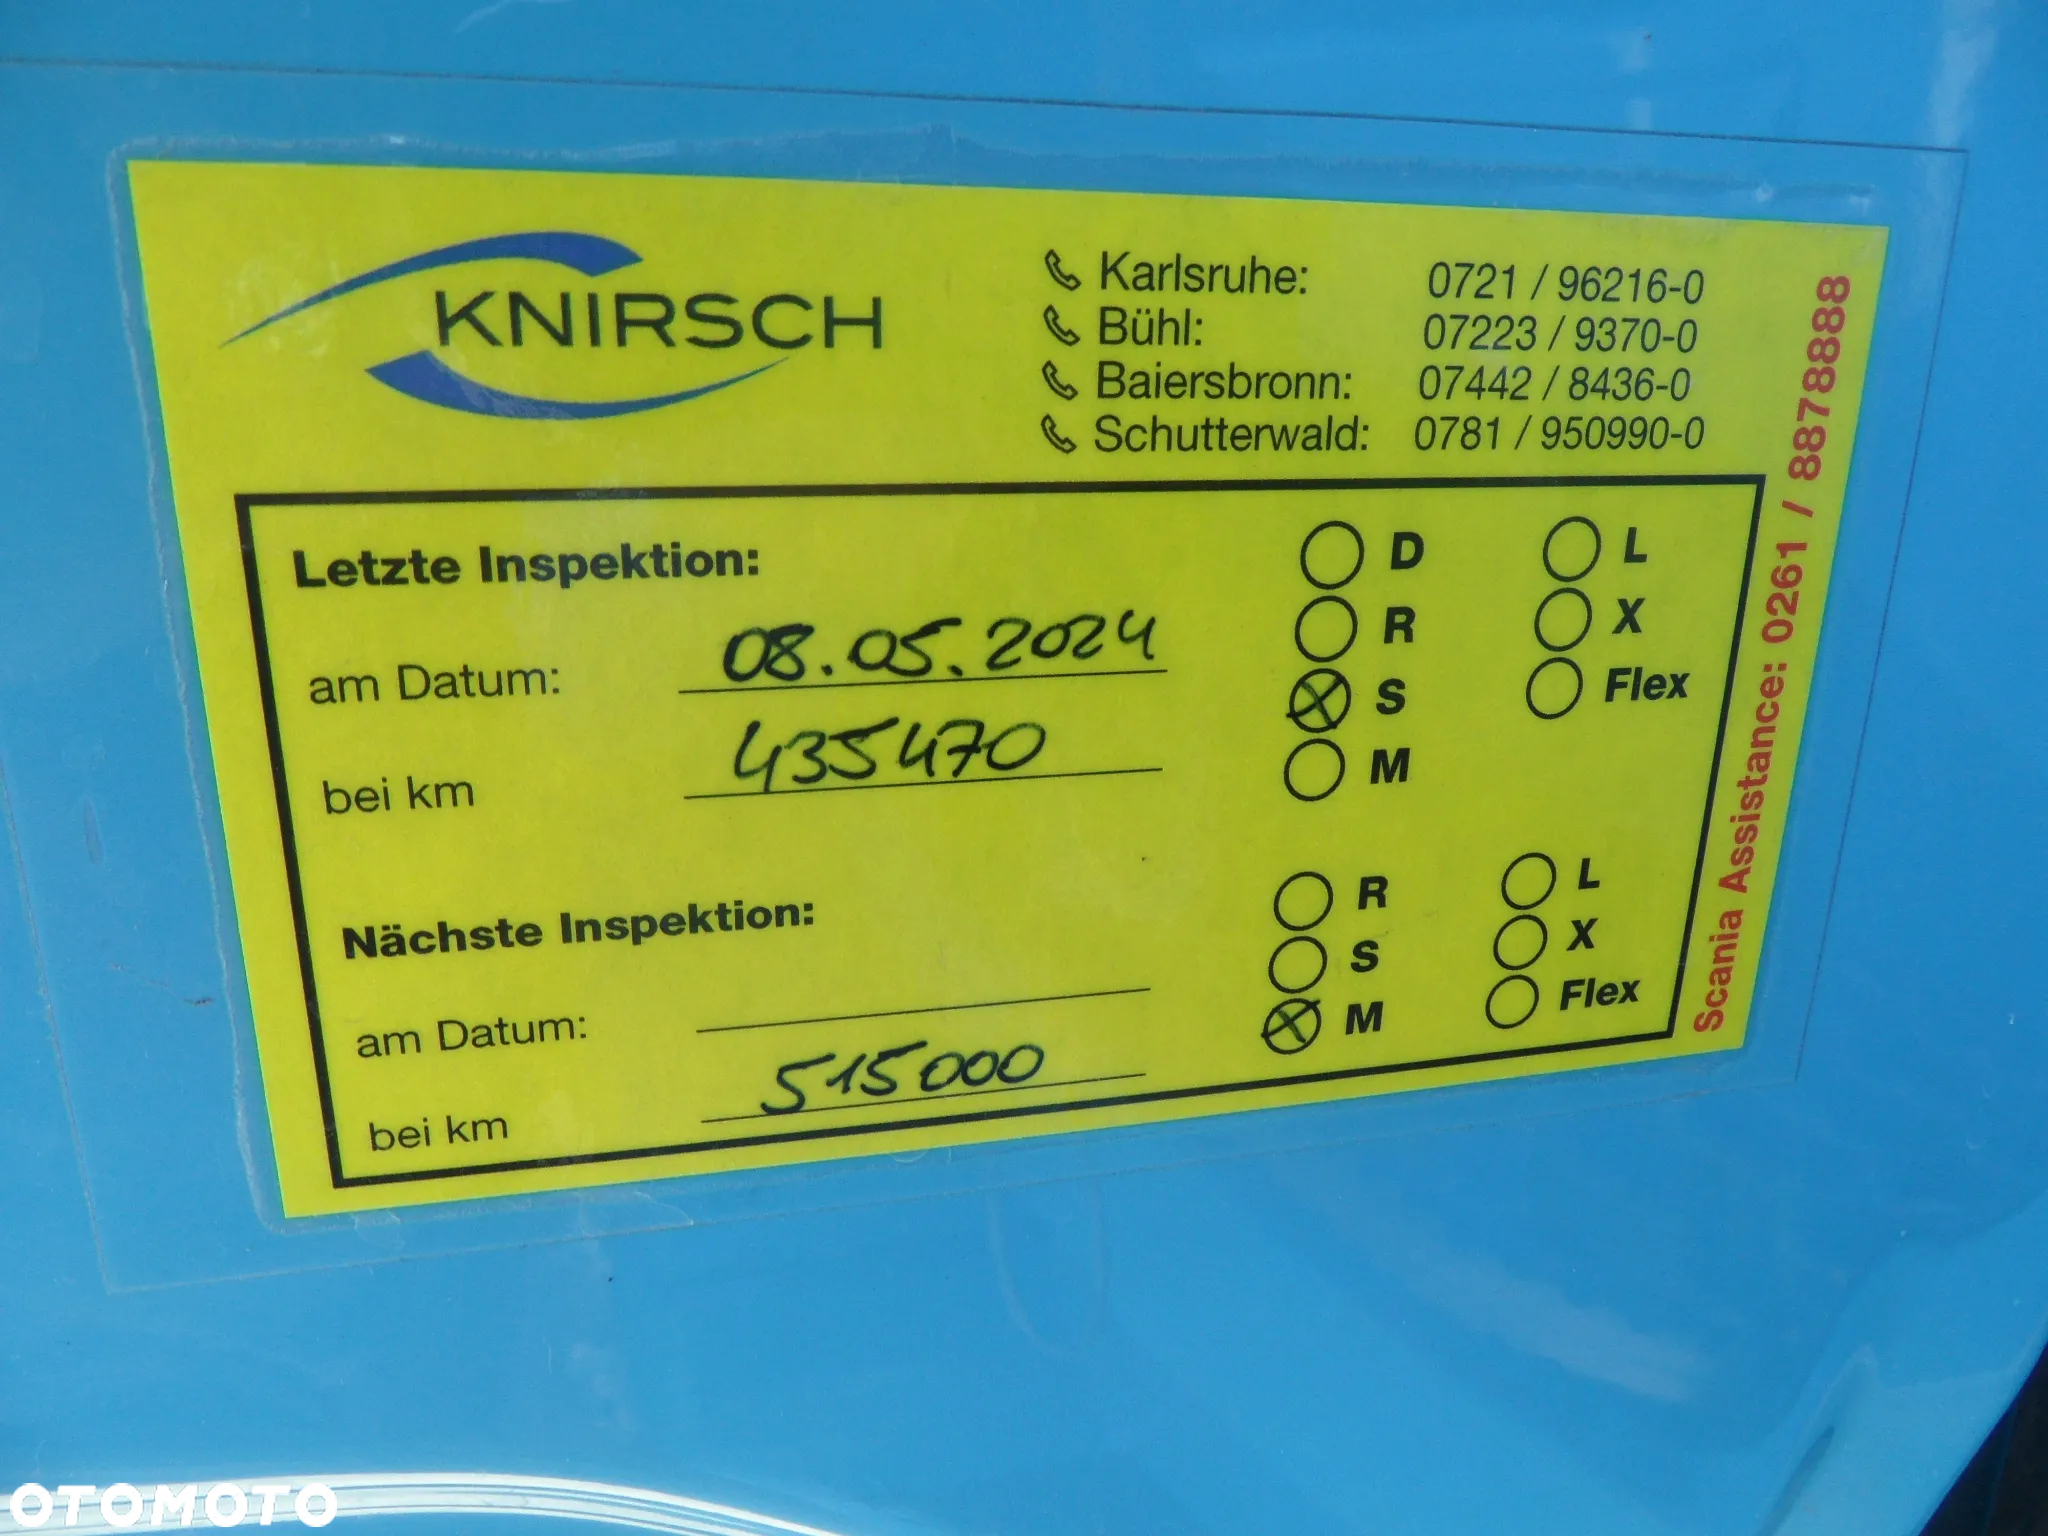 KNIRSCH
Karlsruhe: 0721 / 96216-0
Bühl: 07223 / 9370-0
Baiersbronn: 07442 / 8436-0
Schutterwald: 0781 / 950990-0
Letzte Inspektion:
am Datum: 08.05.2024
bei km 435470
D L
R X
S Flex
M
Nächste Inspektion:
am Datum:
bei km 515000
R L
S X
M Flex
Scania Assistance: 0261 / 887888
OTOMOTO